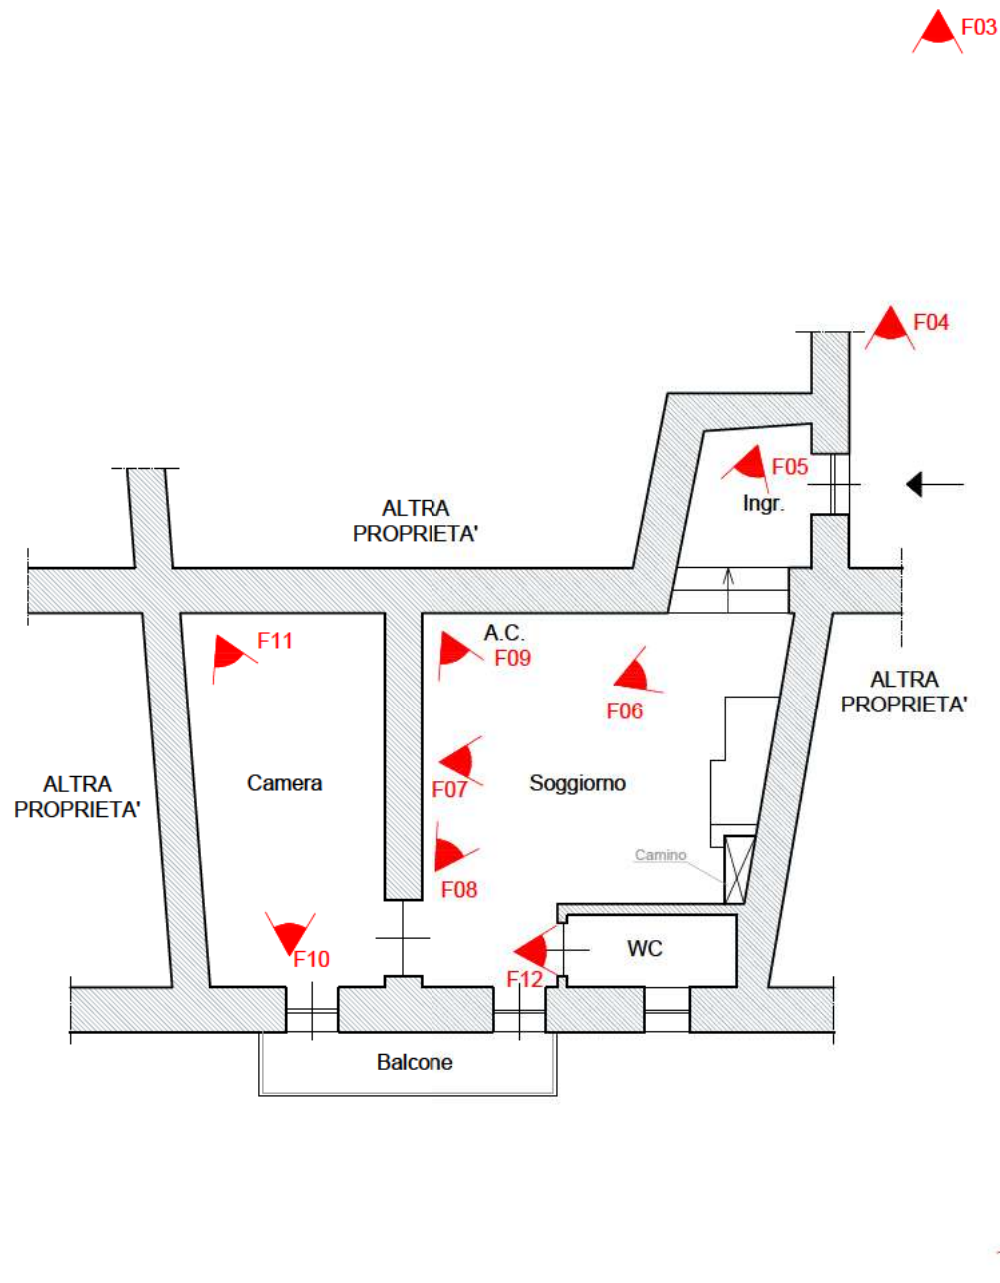 F03
F04
F05
Ingr.
ALTRA
PROPRIETA'
F11
A.C.
F09
F06
ALTRA
PROPRIETA'
ALTRA
PROPRIETA'
Camera
F07
Soggiorno
Camino
F08
F10
F12
WC
Balcone